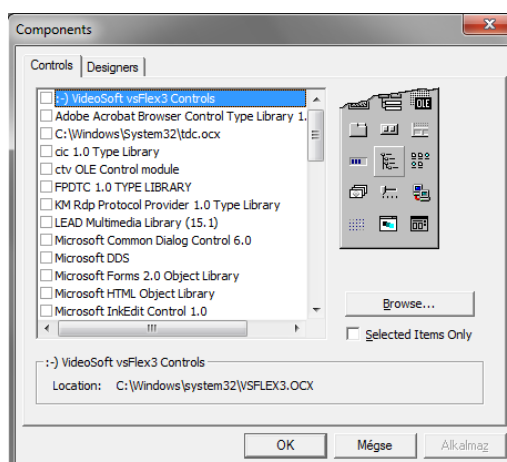 Components
Controls
Designers
:-) VideoSoft vsFlex3 Controls
Adobe Acrobat Browser Control Type Library 1.
C:\Windows\System32\tdc.ocx
cic 1.0 Type Library
ctv OLE Control module
FPDTC 1.0 TYPE LIBRARY
KM Rdp Protocol Provider 1.0 Type Library
LEAD Multimedia Library (15.1)
Microsoft Common Dialog Control 6.0
Microsoft DDS
Microsoft Forms 2.0 Object Library
Microsoft HTML Object Library
Microsoft InkEdit Control 1.0
OLE
Browse...
Selected Items Only
:-) VideoSoft vsFlex3 Controls
Location: C:\Windows\system32\VSFLEX3.OCX
OK
Mégse
Alkalmaz